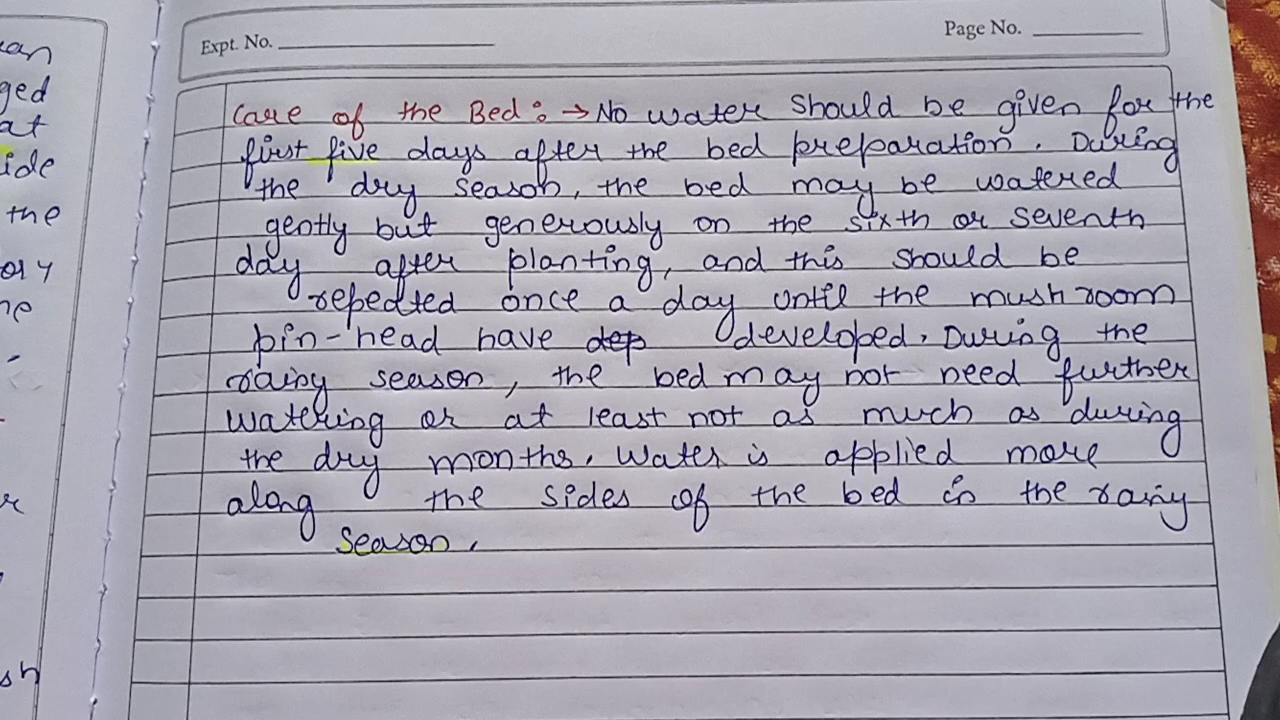 Expt. No.
Page No.
Care of the Bed : → No water should be given for the
first five days after the bed preparation. During
the dry season, the bed may be watered
gently but generously on the sixth or seventh
day after planting, and this should be
repeated once a day until the mushroom
pin-head have dep developed. During the
rainy season, the bed may not need further
watering or at least not as much as during
the dry months. Water is applied more
along the sides of the bed in the rainy
season.
ged
at
ide
the